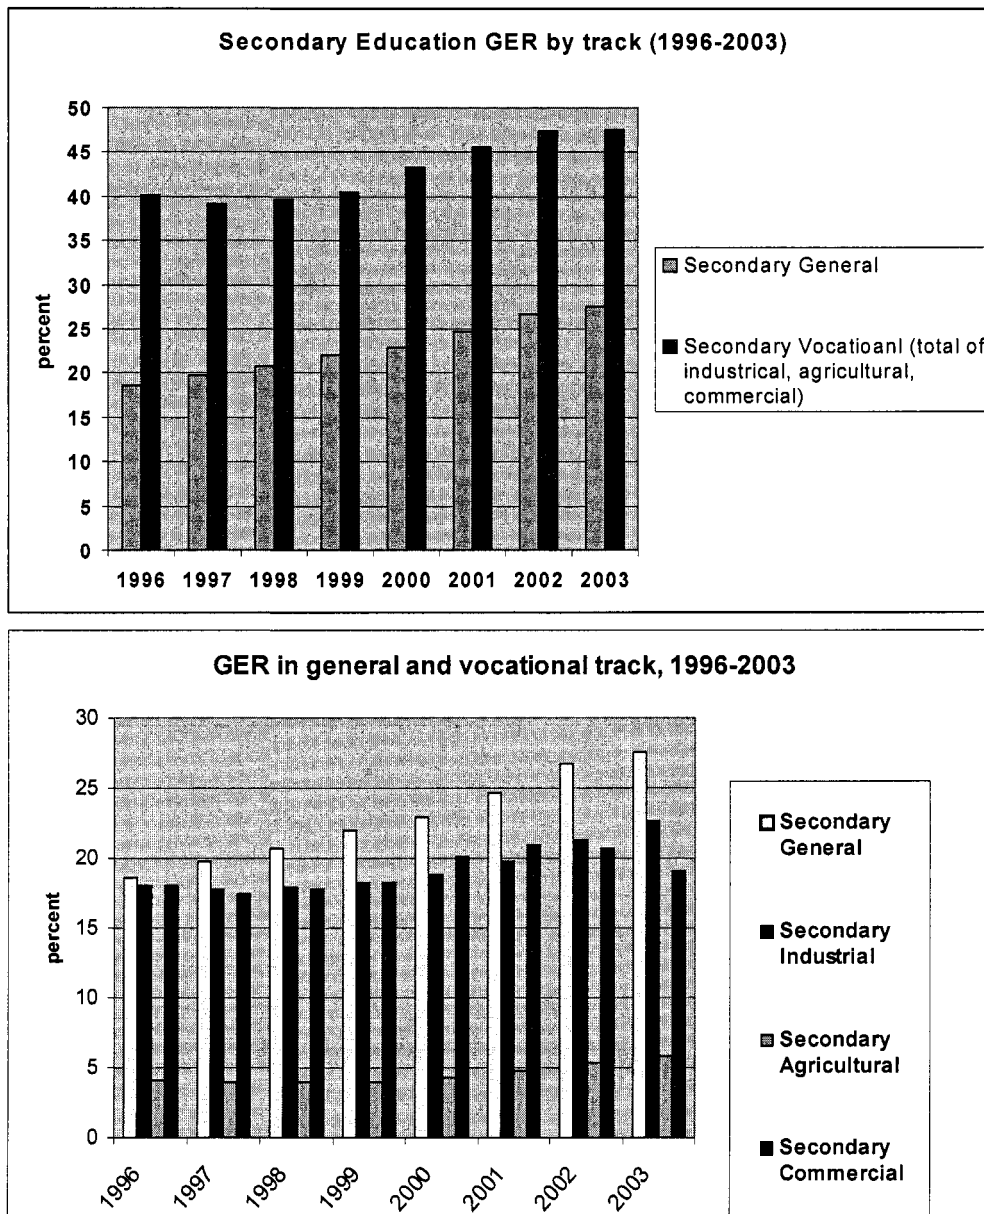 Secondary Education GER by track (1996-2003)
percent
50
45
40
35
30
25
20
15
10
5
0
1996 1997 1998 1999 2000 2001 2002 2003
Secondary General
Secondary Vocatioanl (total of
industrical, agricultural,
commercial)
GER in general and vocational track, 1996-2003
percent
30
25
20
15
10
5
0
1996 1997 1998 1999 2000 2001 2002 2003
Secondary
General
Secondary
Industrial
Secondary
Agricultural
Secondary
Commercial